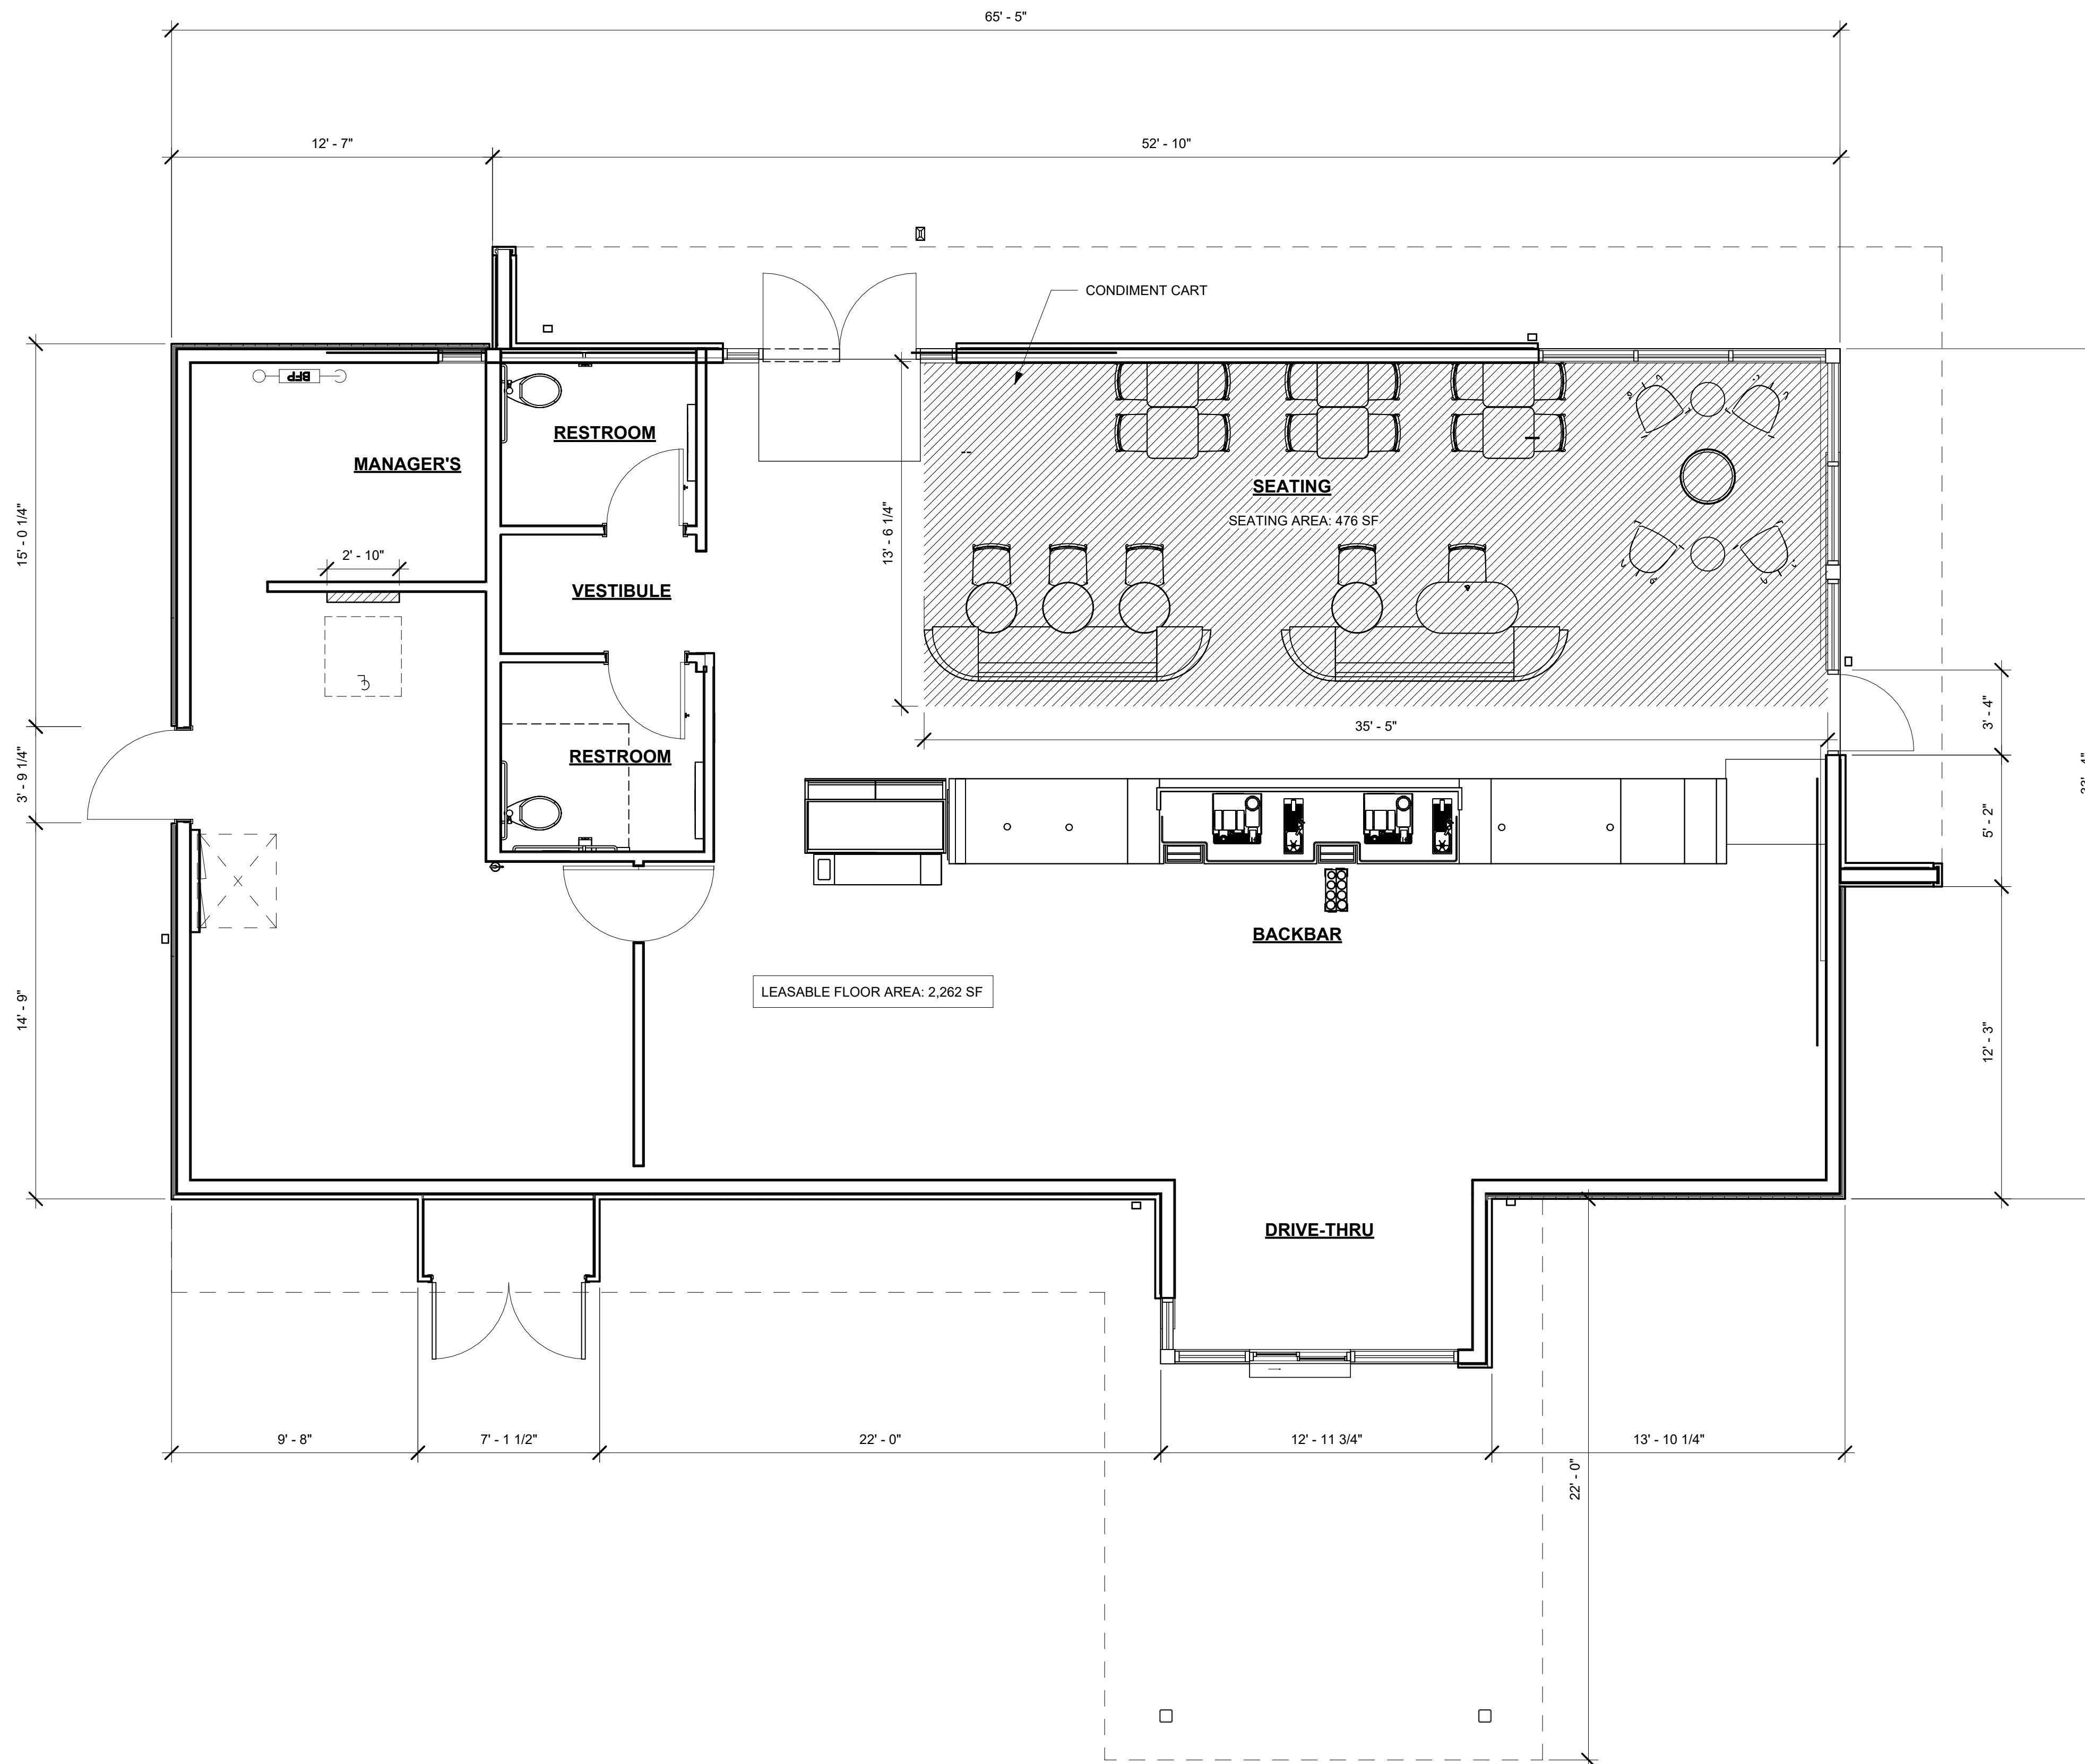 65' - 5"
12' - 7"
52' - 10"
CONDIMENT CART
BFP
RESTROOM
MANAGER'S
SEATING
SEATING AREA: 476 SF
15' - 0 1/4"
2' - 10"
13' - 6 1/4"
VESTIBULE
35' - 5"
3' - 4"
RESTROOM
3' - 9 1/4"
5' - 2"
BACKBAR
LEASABLE FLOOR AREA: 2,262 SF
14' - 9"
12' - 3"
DRIVE-THRU
9' - 8"
7' - 1 1/2"
22' - 0"
12' - 11 3/4"
13' - 10 1/4"
22' - 0"